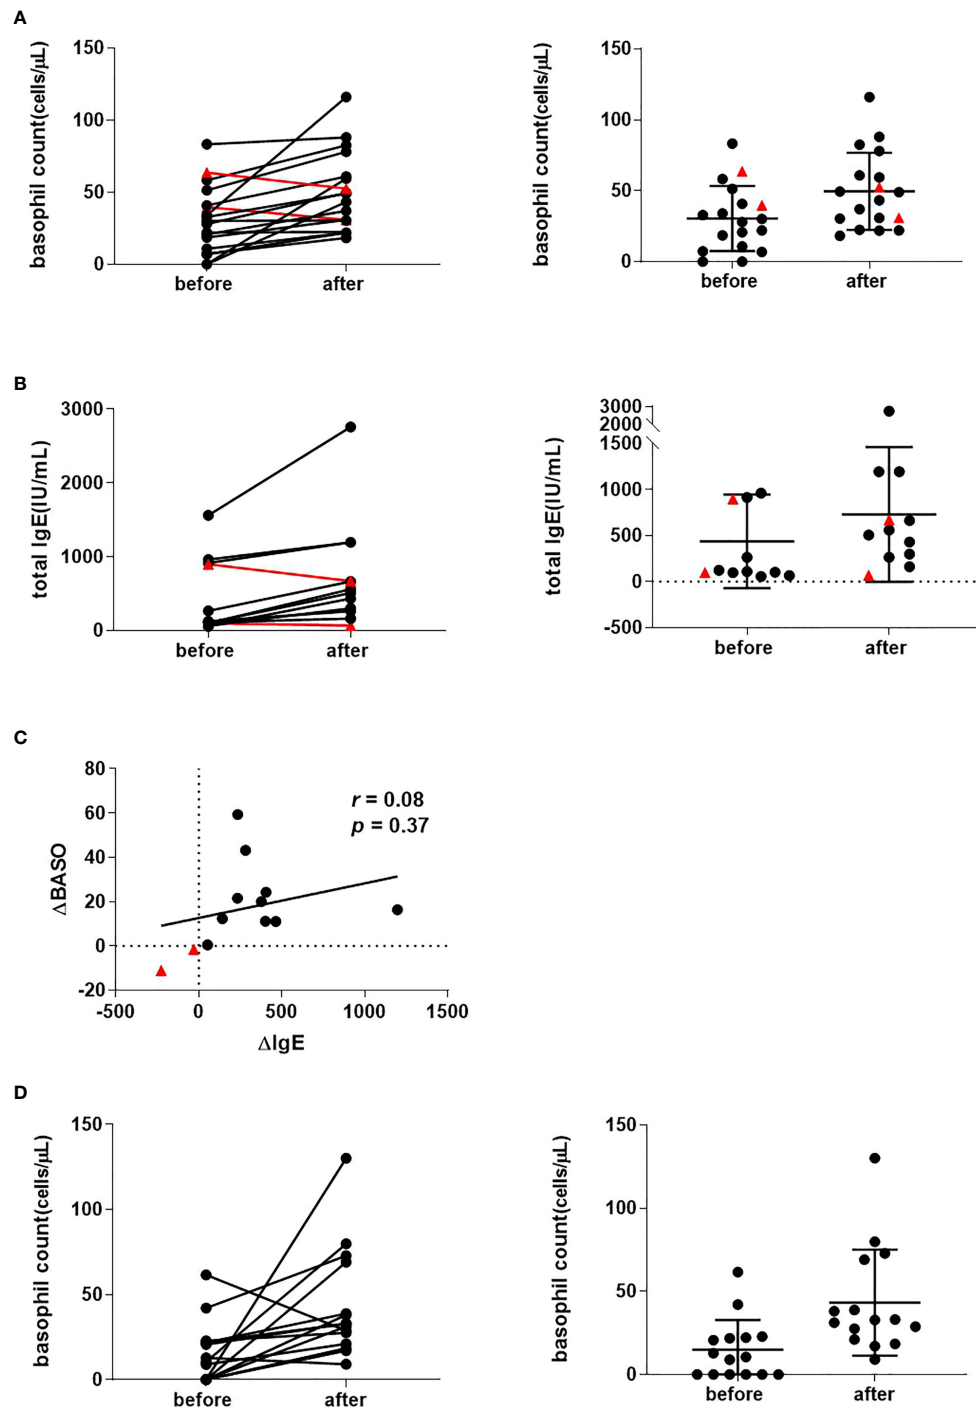 A
basophil count(cells/μL)
150
100
50
0
before
after
basophil count(cells/μL)
150
100
50
0
before
after
B
total IgE(IU/mL)
3000
2000
1000
0
before
after
total IgE(IU/mL)
3000
2000
1500
1000
500
0
-500
before
after
C
ΔBASO
80
60
40
20
0
-20
r = 0.08
p = 0.37
-500
0
500
1000
1500
ΔIgE
D
basophil count(cells/μL)
150
100
50
0
before
after
basophil count(cells/μL)
150
100
50
0
before
after